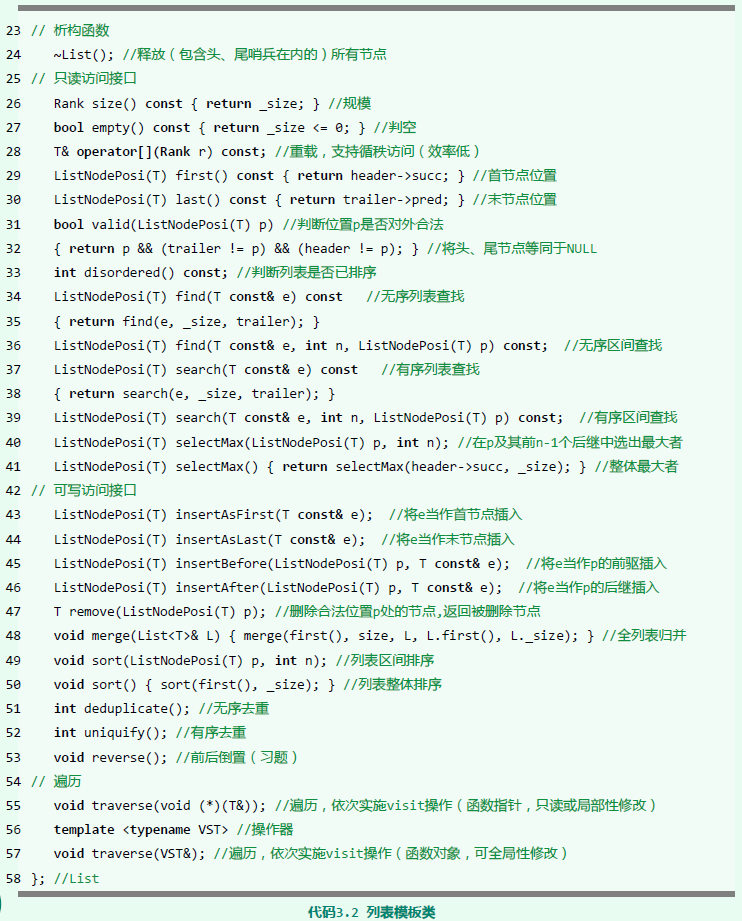 23 // 析构函数
24 ~List(); //释放（包含头、尾哨兵在内的）所有节点
25 // 只读访问接口
26 Rank size() const { return _size; } //规模
27 bool empty() const { return _size <= 0; } //判空
28 T& operator[](Rank r) const; //重载，支持循秩访问（效率低）
29 ListNodePosi(T) first() const { return header->succ; } //首节点位置
30 ListNodePosi(T) last() const { return trailer->pred; } //末节点位置
31 bool valid(ListNodePosi(T) p) //判断位置p是否对外合法
32 { return p && (trailer != p) && (header != p); } //将头、尾节点等同于NULL
33 int disordered() const; //判断列表是否已排序
34 ListNodePosi(T) find(T const& e) const //无序列表查找
35 { return find(e, _size, trailer); }
36 ListNodePosi(T) find(T const& e, int n, ListNodePosi(T) p) const; //无序区间查找
37 ListNodePosi(T) search(T const& e) const //有序列表查找
38 { return search(e, _size, trailer); }
39 ListNodePosi(T) search(T const& e, int n, ListNodePosi(T) p) const; //有序区间查找
40 ListNodePosi(T) selectMax(ListNodePosi(T) p, int n); //在p及其前n-1个后继中选出最大者
41 ListNodePosi(T) selectMax() { return selectMax(header->succ, _size); } //整体最大者
42 // 可写访问接口
43 ListNodePosi(T) insertAsFirst(T const& e); //将e当作首节点插入
44 ListNodePosi(T) insertAsLast(T const& e); //将e当作末节点插入
45 ListNodePosi(T) insertBefore(ListNodePosi(T) p, T const& e); //将e当作p的前驱插入
46 ListNodePosi(T) insertAfter(ListNodePosi(T) p, T const& e); //将e当作p的后继插入
47 T remove(ListNodePosi(T) p); //删除合法位置p处的节点,返回被删除节点
48 void merge(List<T>& L) { merge(first(), size, L, L.first(), L._size); } //全列表归并
49 void sort(ListNodePosi(T) p, int n); //列表区间排序
50 void sort() { sort(first(), _size); } //列表整体排序
51 int deduplicate(); //无序去重
52 int uniquify(); //有序去重
53 void reverse(); //前后倒置（习题）
54 // 遍历
55 void traverse(void (*)(T&)); //遍历，依次实施visit操作（函数指针，只读或局部性修改）
56 template <typename VST> //操作器
57 void traverse(VST&); //遍历，依次实施visit操作（函数对象，可全局性修改）
58 }; //List
代码3.2 列表模板类